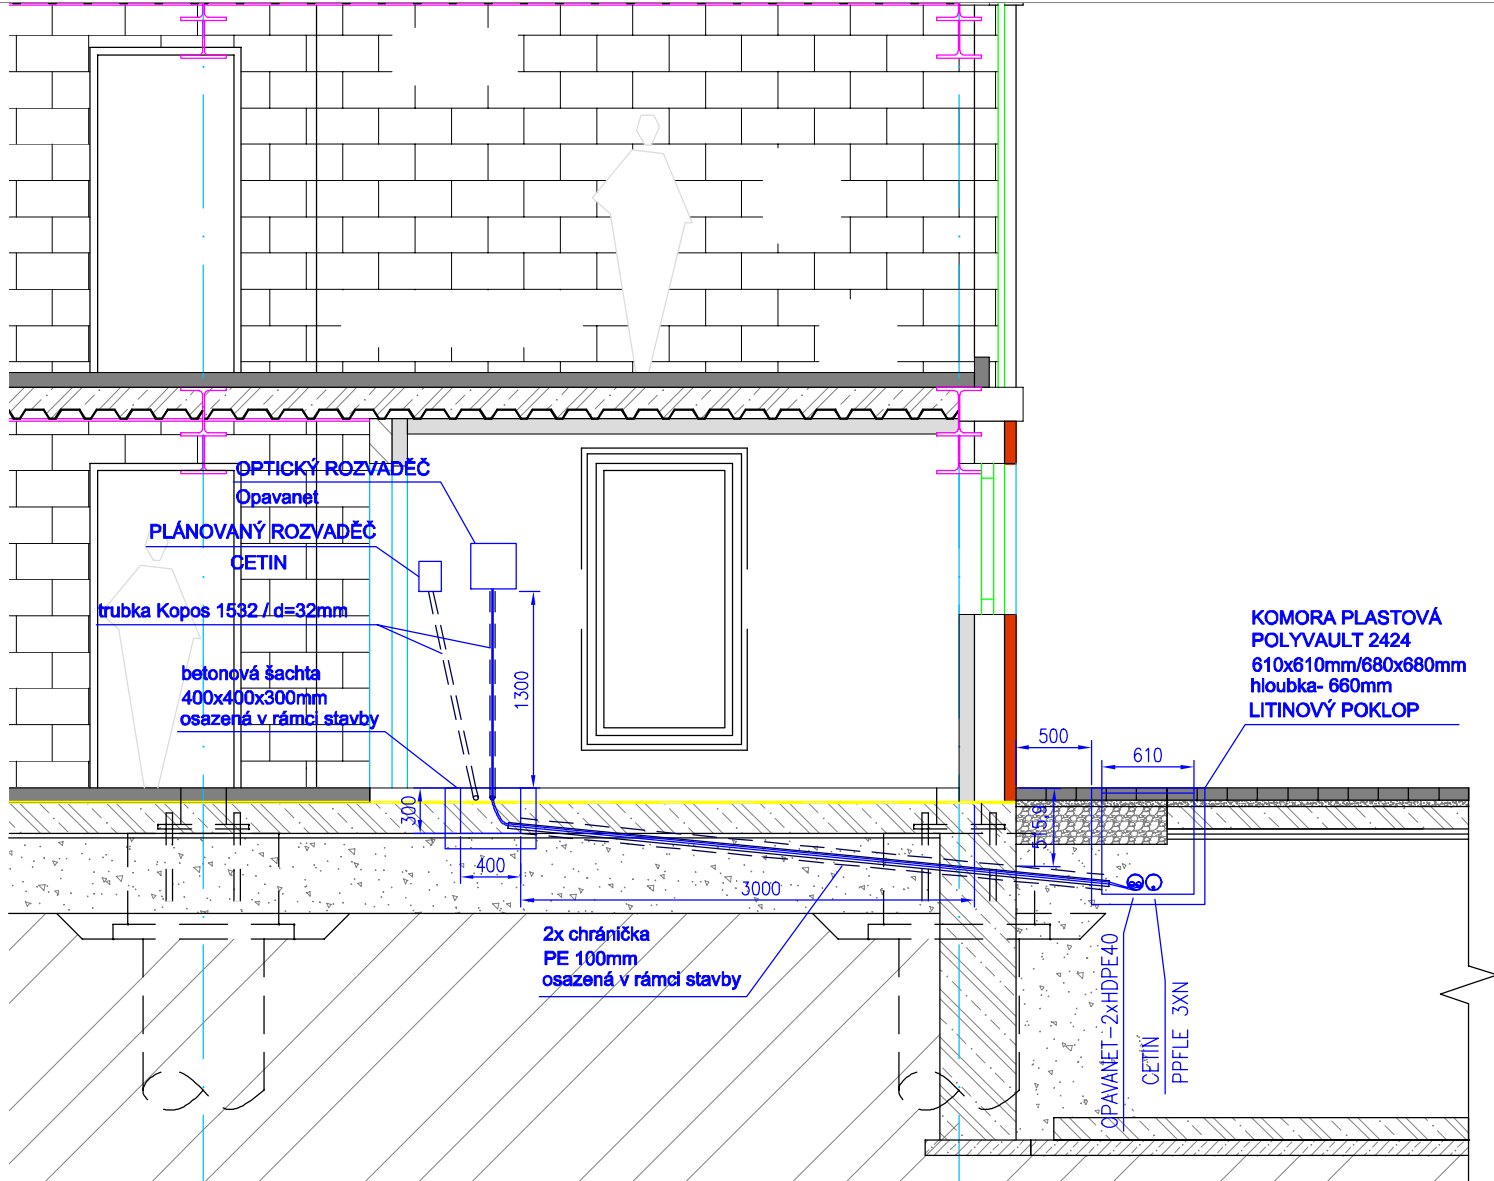 OPTICKÝ ROZVADĚČ
Opavanet
PLÁNOVANÝ ROZVADĚČ
CETIN
trubka Kopos 1532 / d=32mm
betonová šachta
400x400x300mm
osazená v rámci stavby
1300
300
400
3000
2x chránička
PE 100mm
osazená v rámci stavby
KOMORA PLASTOVÁ
POLYVAULT 2424
610x610mm/680x680mm
hloubka- 660mm
LITINOVÝ POKLOP
500
610
515,9
OPAVANET-2xHDPE40
CETIN
PPFLE 3XN